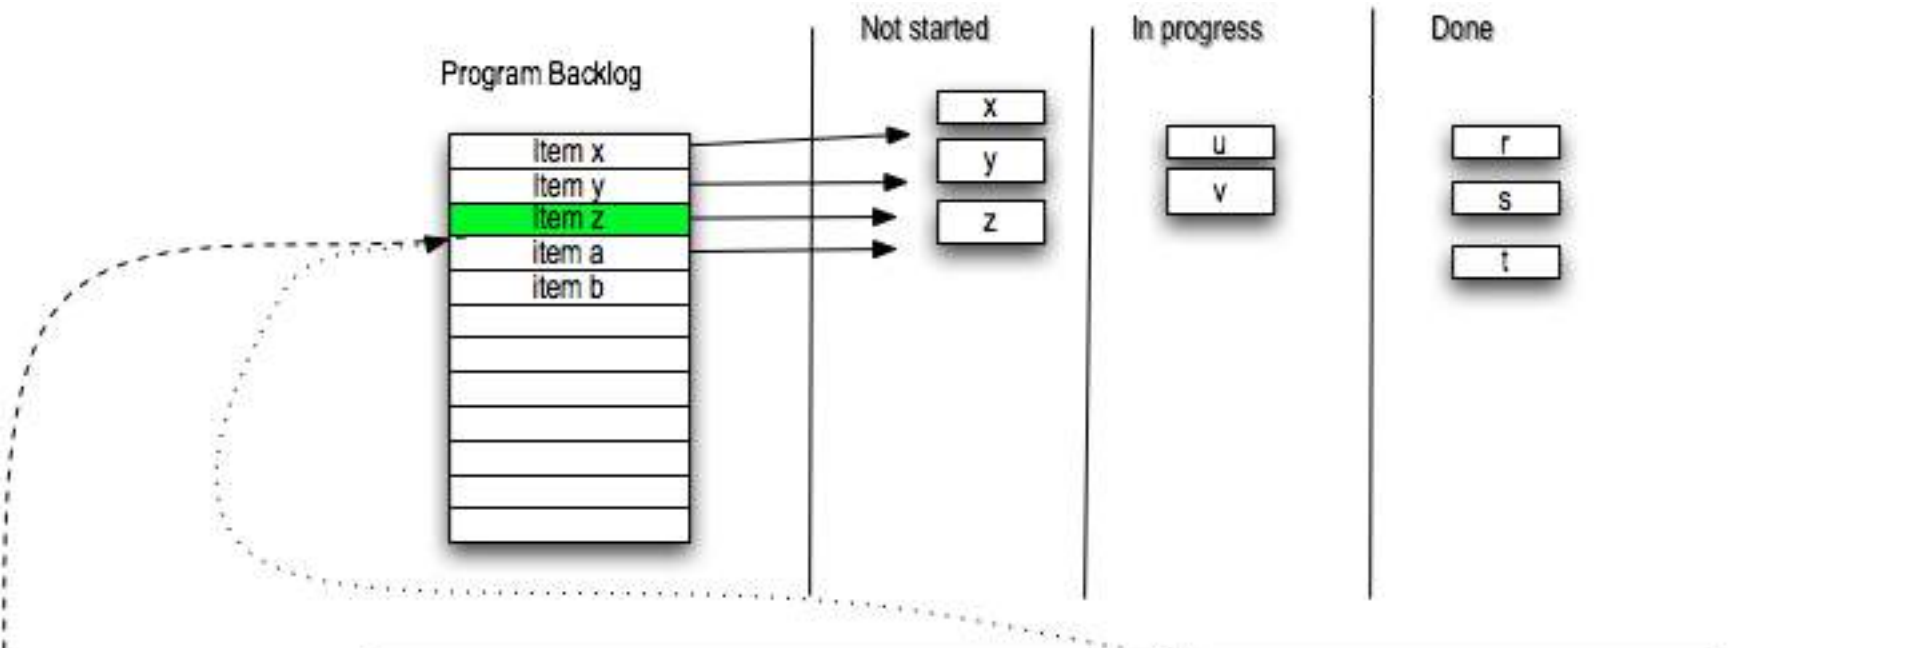 Not started
In progress
Done
Program Backlog
Item x
Item y
Item z
item a
item b
x
y
z
u
v
r
s
t